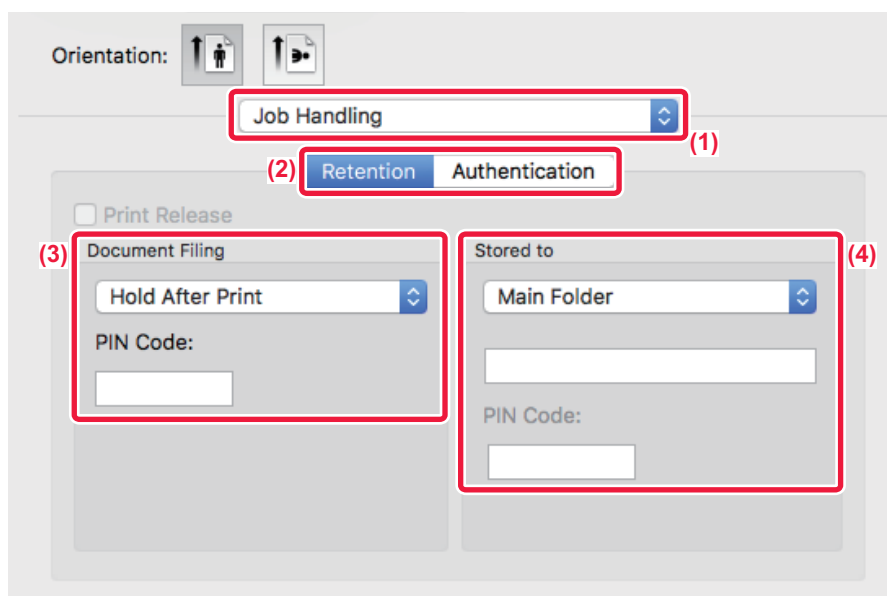 Orientation:
Job Handling
(1)
(2)
Retention
Authentication
Print Release
(3)
Document Filing
Hold After Print
PIN Code:
Stored to
(4)
Main Folder
PIN Code: